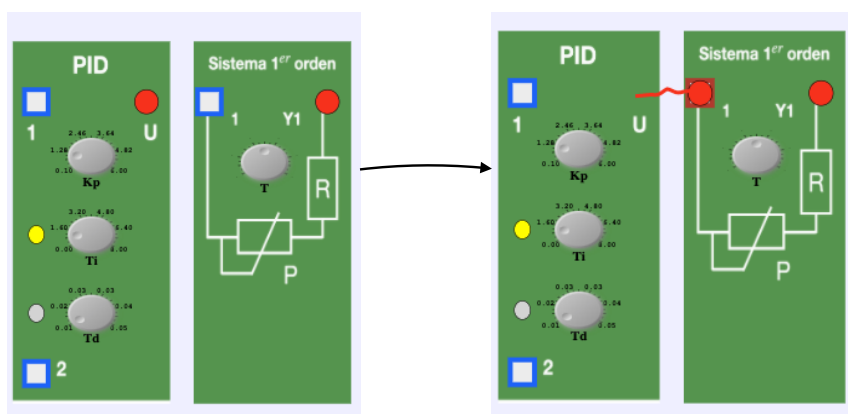 PID
1
U
2.46 3.64
1.28 4.82
0.10 6.00
Kp
3.20 4.80
1.60 6.40
0.00 8.00
Ti
0.03 0.03
0.02 0.04
0.01 0.05
Td
2
Sistema 1er orden
1 Y1
T
R
P
PID
1
U
2.46 3.64
1.28 4.82
0.10 6.00
Kp
3.20 4.80
1.60 6.40
0.00 8.00
Ti
0.03 0.03
0.02 0.04
0.01 0.05
Td
2
Sistema 1er orden
1 Y1
T
R
P